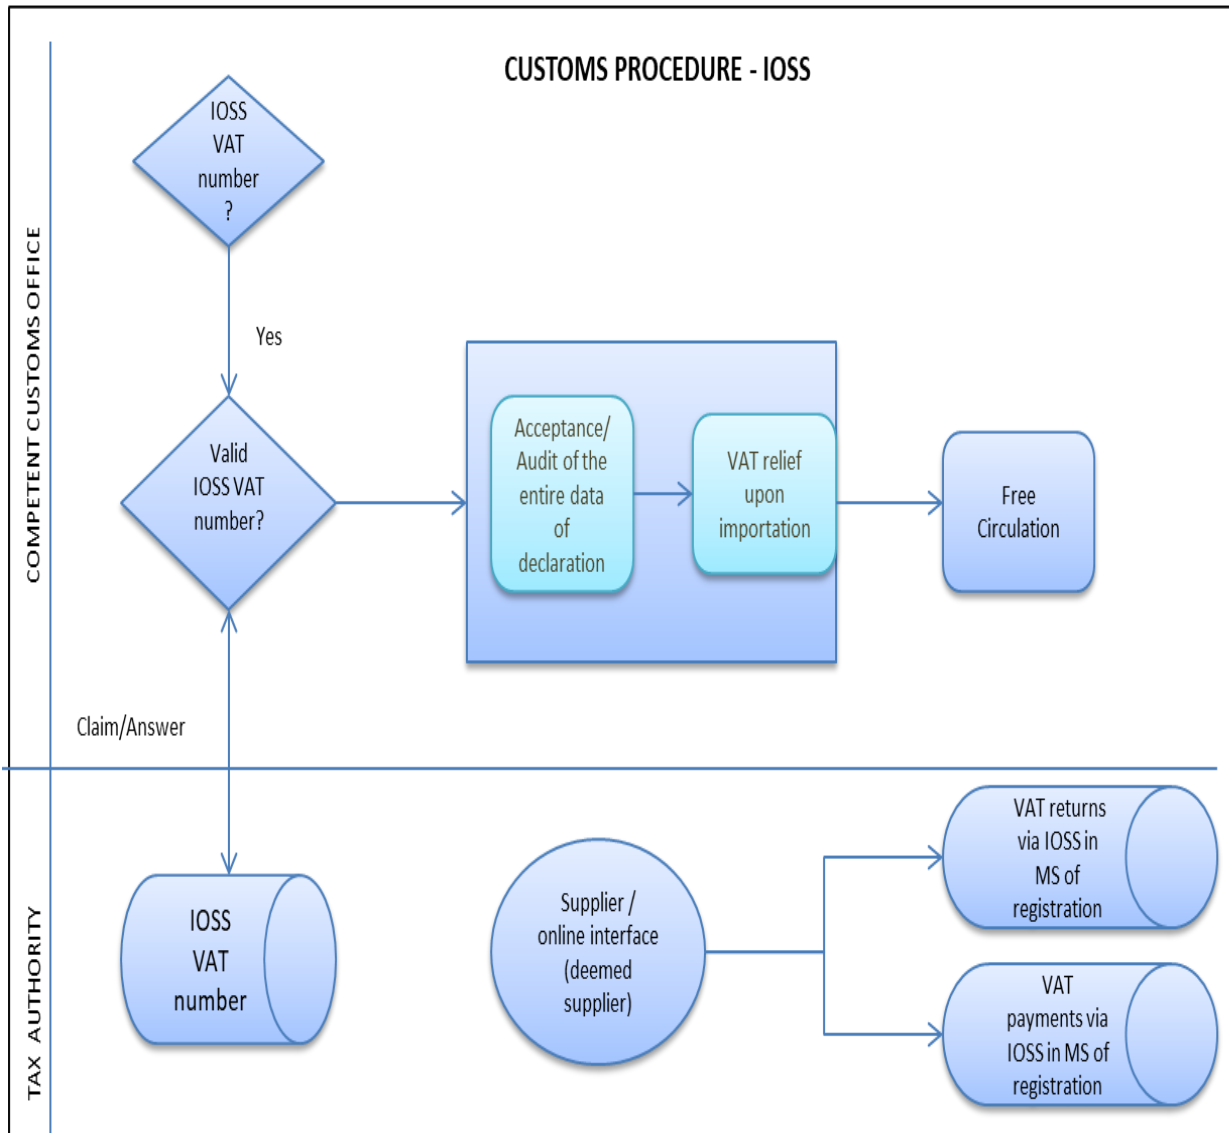 CUSTOMS PROCEDURE - IOSS
COMPETENT CUSTOMS OFFICE
IOSS
VAT
number
?
Yes
Valid
IOSS VAT
number?
Acceptance/
Audit of the
entire data
of
declaration
VAT relief
upon
importation
Free
Circulation
Claim/Answer
TAX AUTHORITY
IOSS
VAT
number
Supplier /
online interface
(deemed
supplier)
VAT returns
via IOSS in
MS of
registration
VAT
payments via
IOSS in MS of
registration